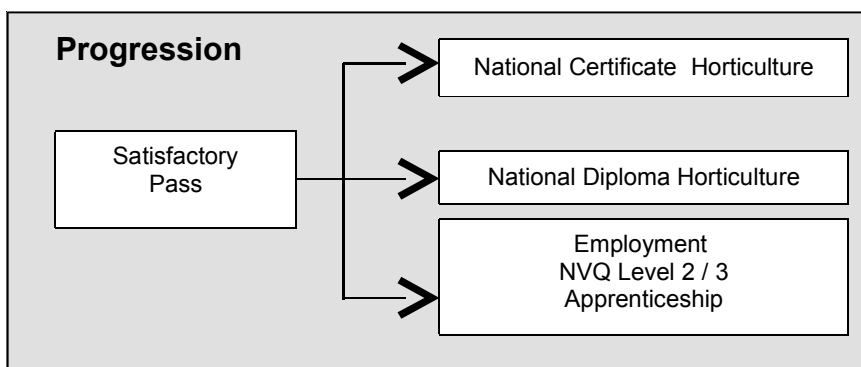 Progression
National Certificate Horticulture
Satisfactory
Pass
National Diploma Horticulture
Employment
NVQ Level 2 / 3
Apprenticeship